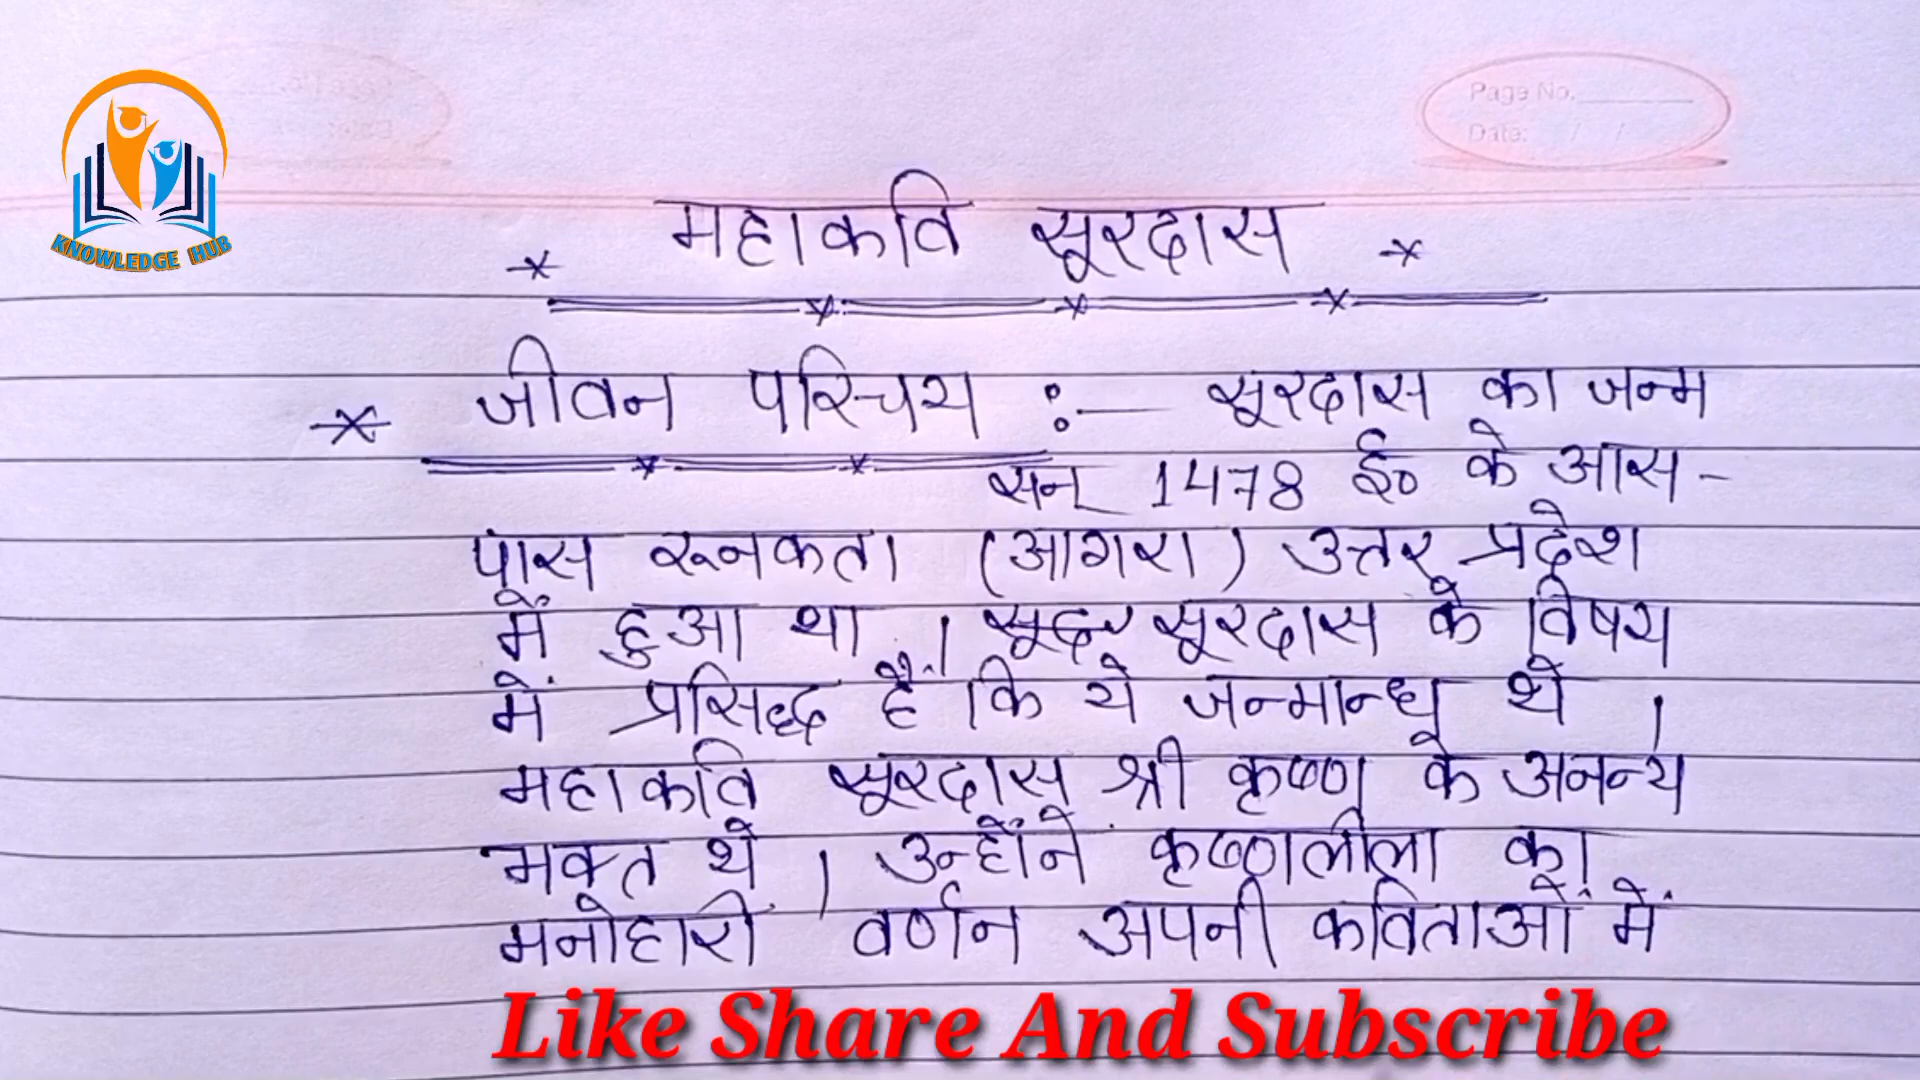 Page No.
Date: / /
KNOWLEDGE HUB
महाकवि सूरदास
जीवन परिचय :— सूरदास का जन्म
सन् 1478 ई० के आस-
पास रूनकता (आगरा) उत्तर प्रदेश
में हुआ था । सूरदास के विषय
में प्रसिद्ध हैं कि ये जन्मान्ध थे ।
महाकवि सूरदास श्री कृष्ण के अनन्य
भक्त थे । उन्होंने कृष्णलीला का
मनोहारी वर्णन अपनी कविताओं में
Like Share And Subscribe